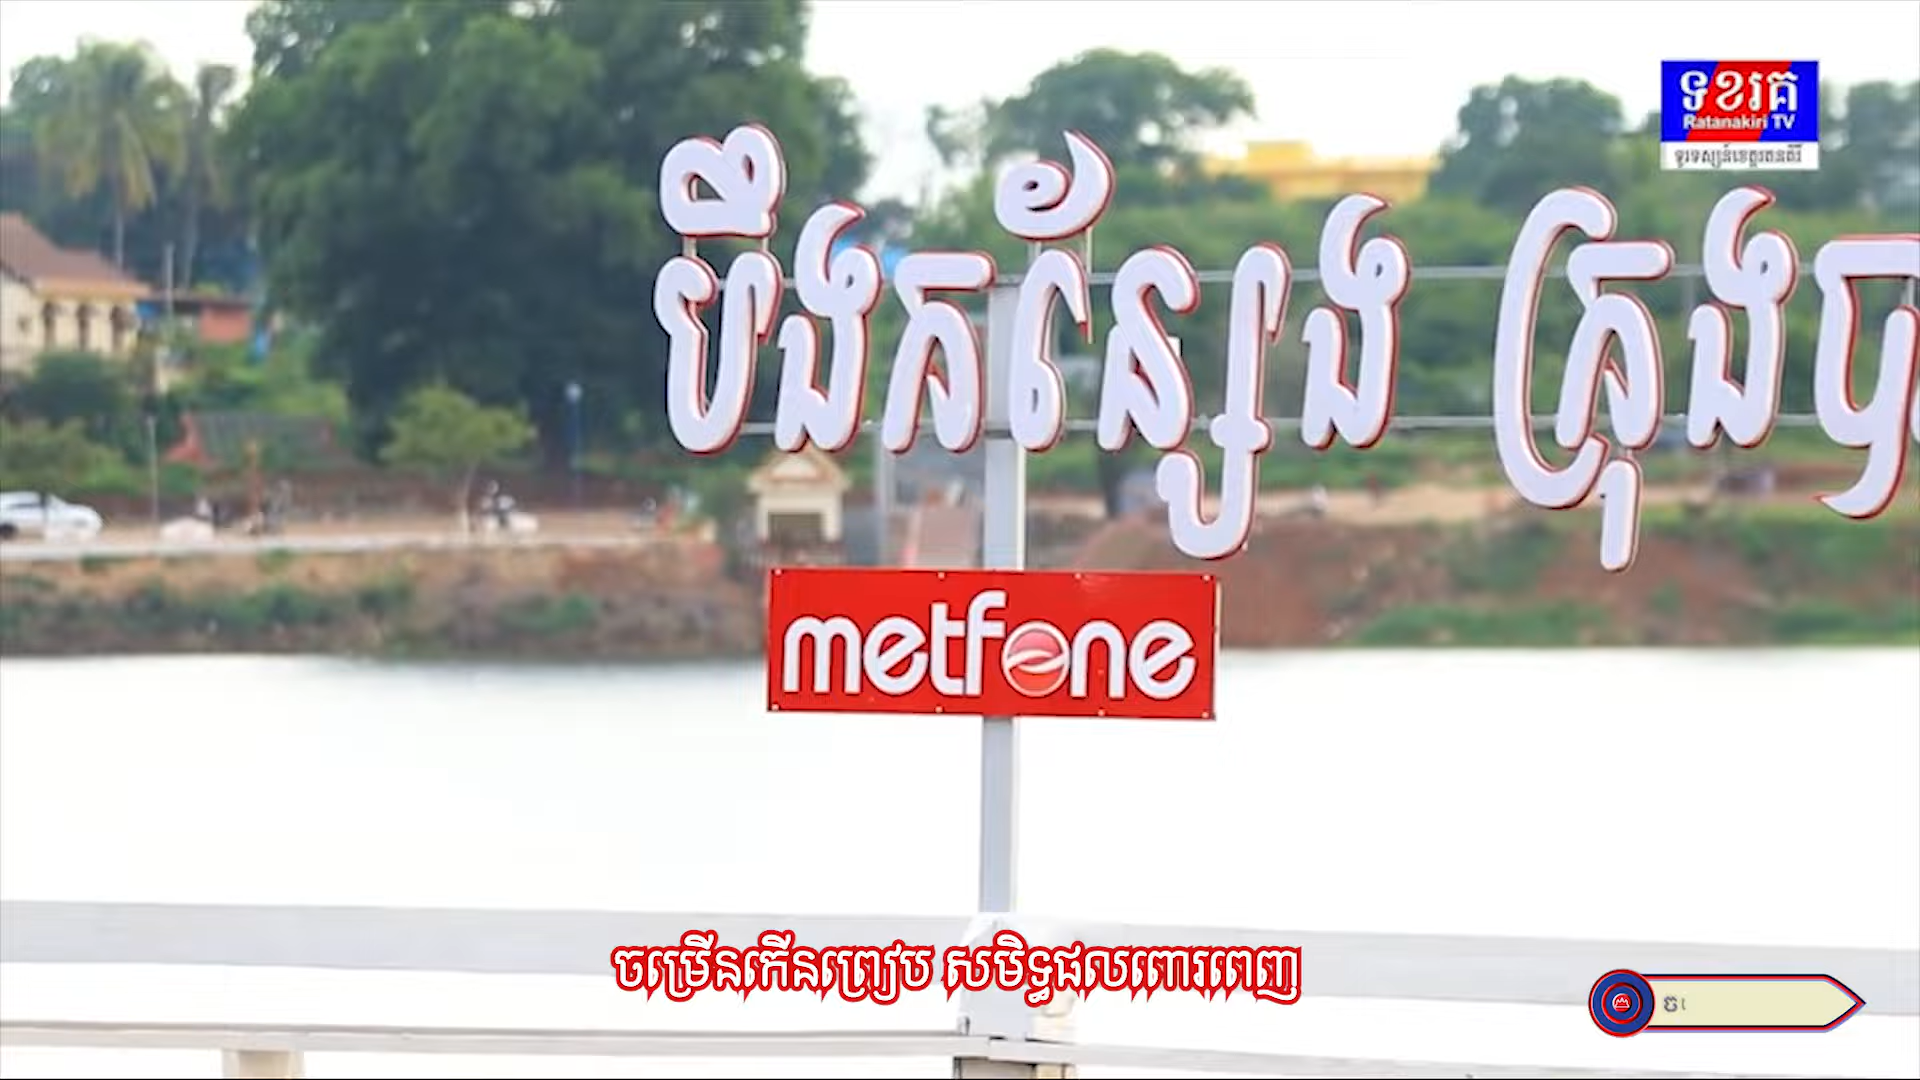 ទខរគ
Ratanakiri TV
ទូរទស្សន៍ខេត្តរតនគិរី
បឹងកន្សែង ក្រុង
metfone
ចម្រើនកើនព្រៀប សមិទ្ធផលពោរពេញ
ច